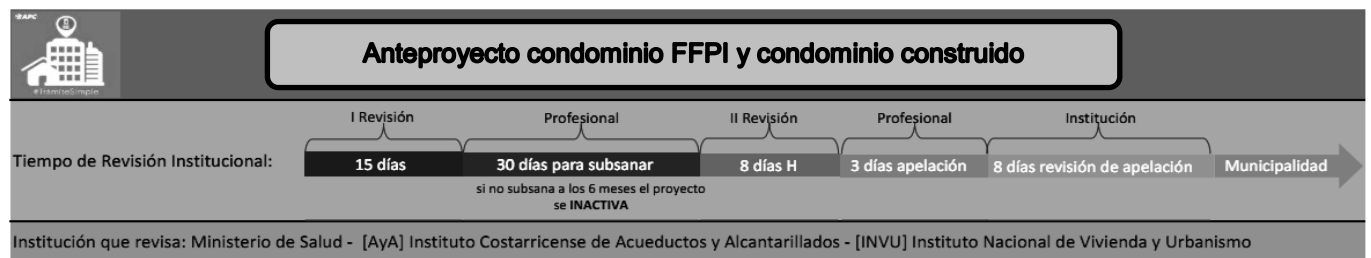 APC
#TrámiteSimple
Anteproyecto condominio FFPI y condominio construido
I Revisión Profesional II Revisión Profesional Institución
Tiempo de Revisión Institucional: 15 días 30 días para subsanar 8 días H 3 días apelación 8 días revisión de apelación Municipalidad
si no subsana a los 6 meses el proyecto
se INACTIVA
Institución que revisa: Ministerio de Salud - [AyA] Instituto Costarricense de Acueductos y Alcantarillados - [INVU] Instituto Nacional de Vivienda y Urbanismo